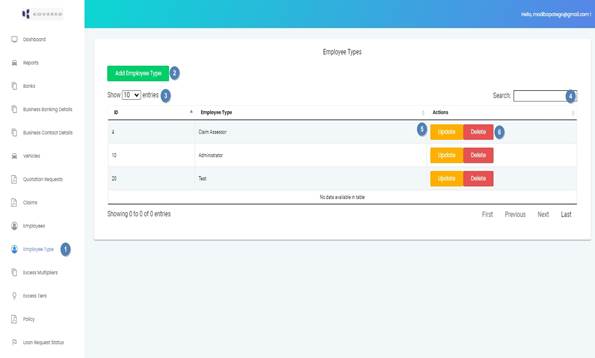 KOVERED
Hello, modibapatego@gmail.com !
Dashboard
Reports
Banks
Business Banking Details
Business Contact Details
Vehicles
Quotation Requests
Claims
Employees
Employee Type 1
Excess Multipliers
Excess Tiers
Policy
Loan Request Status
Employee Types
Add Employee Type 2
Show 10 entries 3
Search: 4
ID Employee Type Actions
4 Claim Assessor 5 Update Delete 6
10 Administrator Update Delete
20 Test Update Delete
No data available in table
Showing 0 to 0 of 0 entries
First Previous Next Last